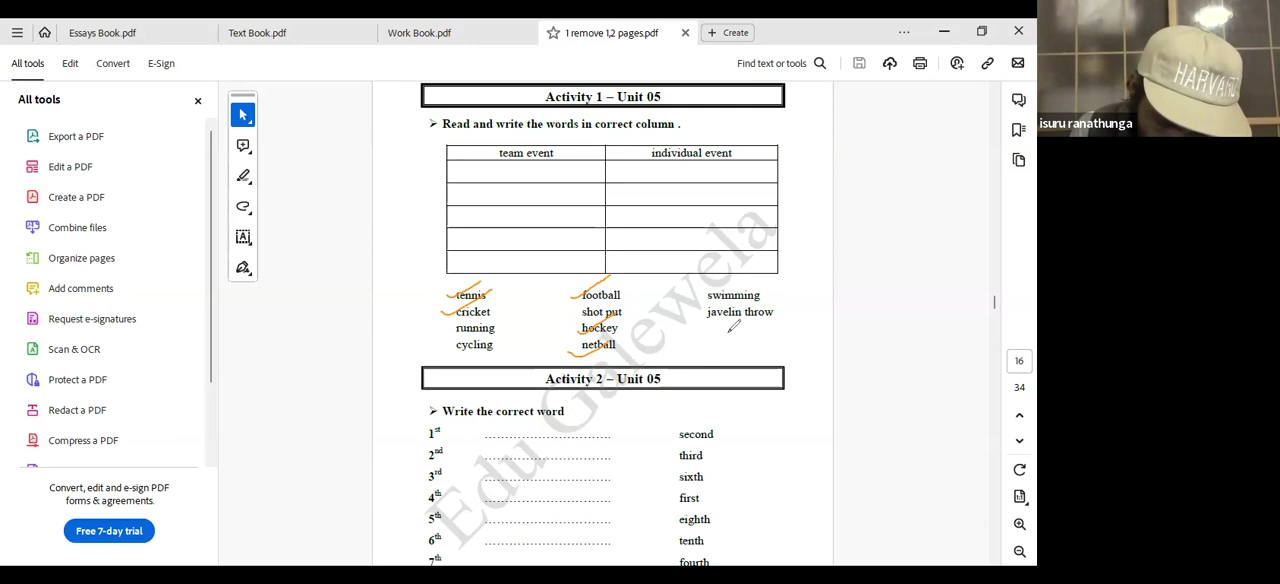 Essays Book.pdf
Text Book.pdf
Work Book.pdf
1 remove 1,2 pages.pdf
+ Create
All tools
Edit
Convert
E-Sign
Find text or tools
All tools
Export a PDF
Edit a PDF
Create a PDF
Combine files
Organize pages
Add comments
Request e-signatures
Scan & OCR
Protect a PDF
Redact a PDF
Compress a PDF
Convert, edit and e-sign PDF
forms & agreements.
Free 7-day trial
Activity 1 – Unit 05
➢ Read and write the words in correct column .
team event individual event
tennis football swimming
cricket shot put javelin throw
running hockey
cycling netball
Activity 2 – Unit 05
➢ Write the correct word
1st ................................ second
2nd ................................ third
3rd ................................ sixth
4th ................................ first
5th ................................ eighth
6th ................................ tenth
7th fourth
Edu Galewela
16
34
HARVARD
isuru ranathunga